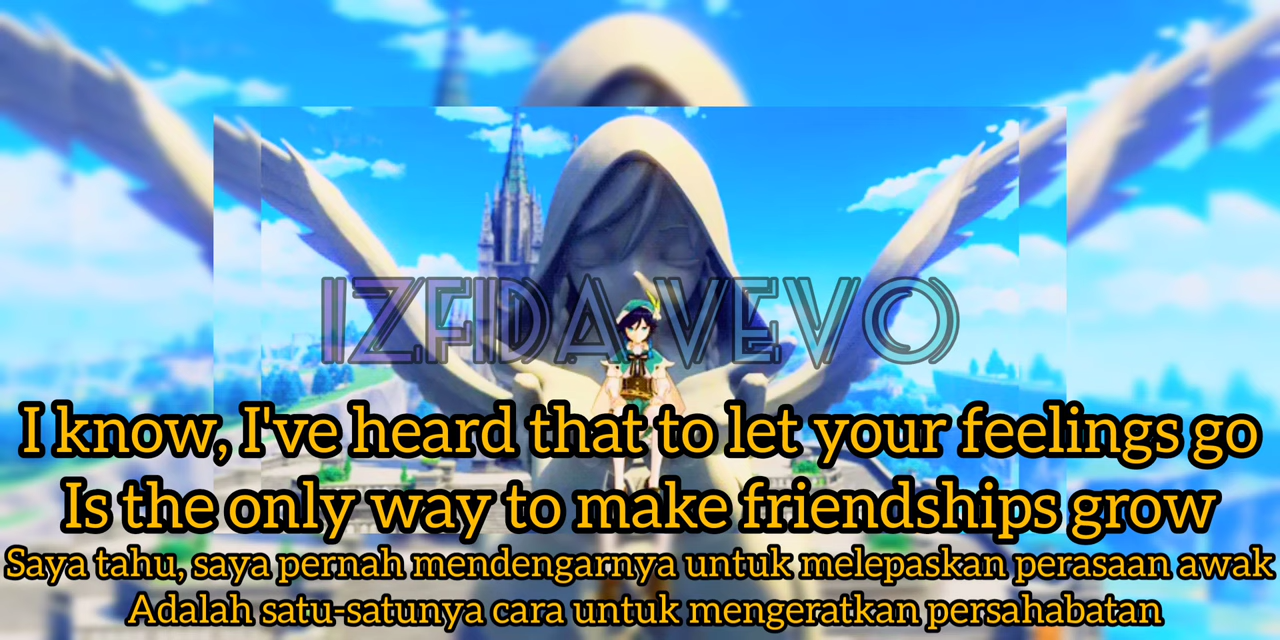 IZFIDA VEVO
I know, I've heard that to let your feelings go
Is the only way to make friendships grow
Saya tahu, saya pernah mendengarnya untuk melepaskan perasaan awak
Adalah satu-satunya cara untuk mengeratkan persahabatan